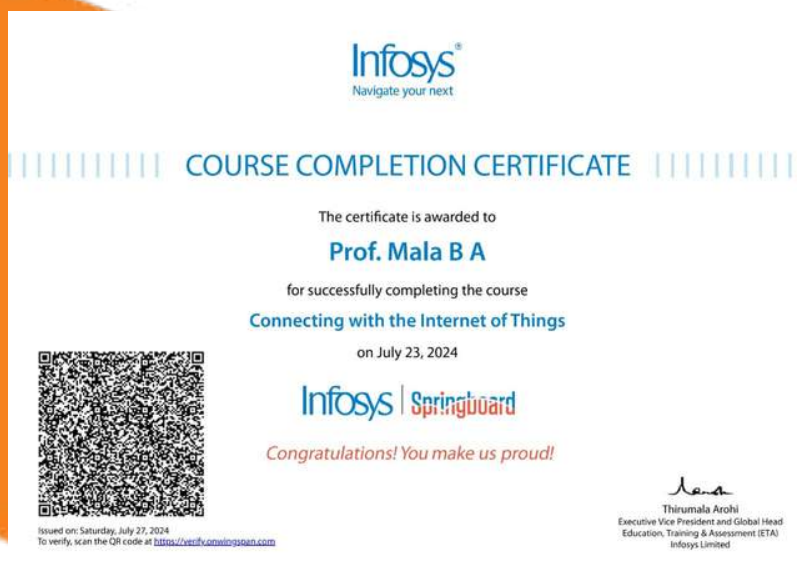 Infosys®
Navigate your next
COURSE COMPLETION CERTIFICATE
The certificate is awarded to
Prof. Mala B A
for successfully completing the course
Connecting with the Internet of Things
on July 23, 2024
Infosys | Springboard
Congratulations! You make us proud!
Thirumala Arohi
Executive Vice President and Global Head
Education, Training & Assessment (ETA)
Infosys Limited
Issued on: Saturday, July 27, 2024
To verify, scan the QR code at https://verify.onwingspan.com